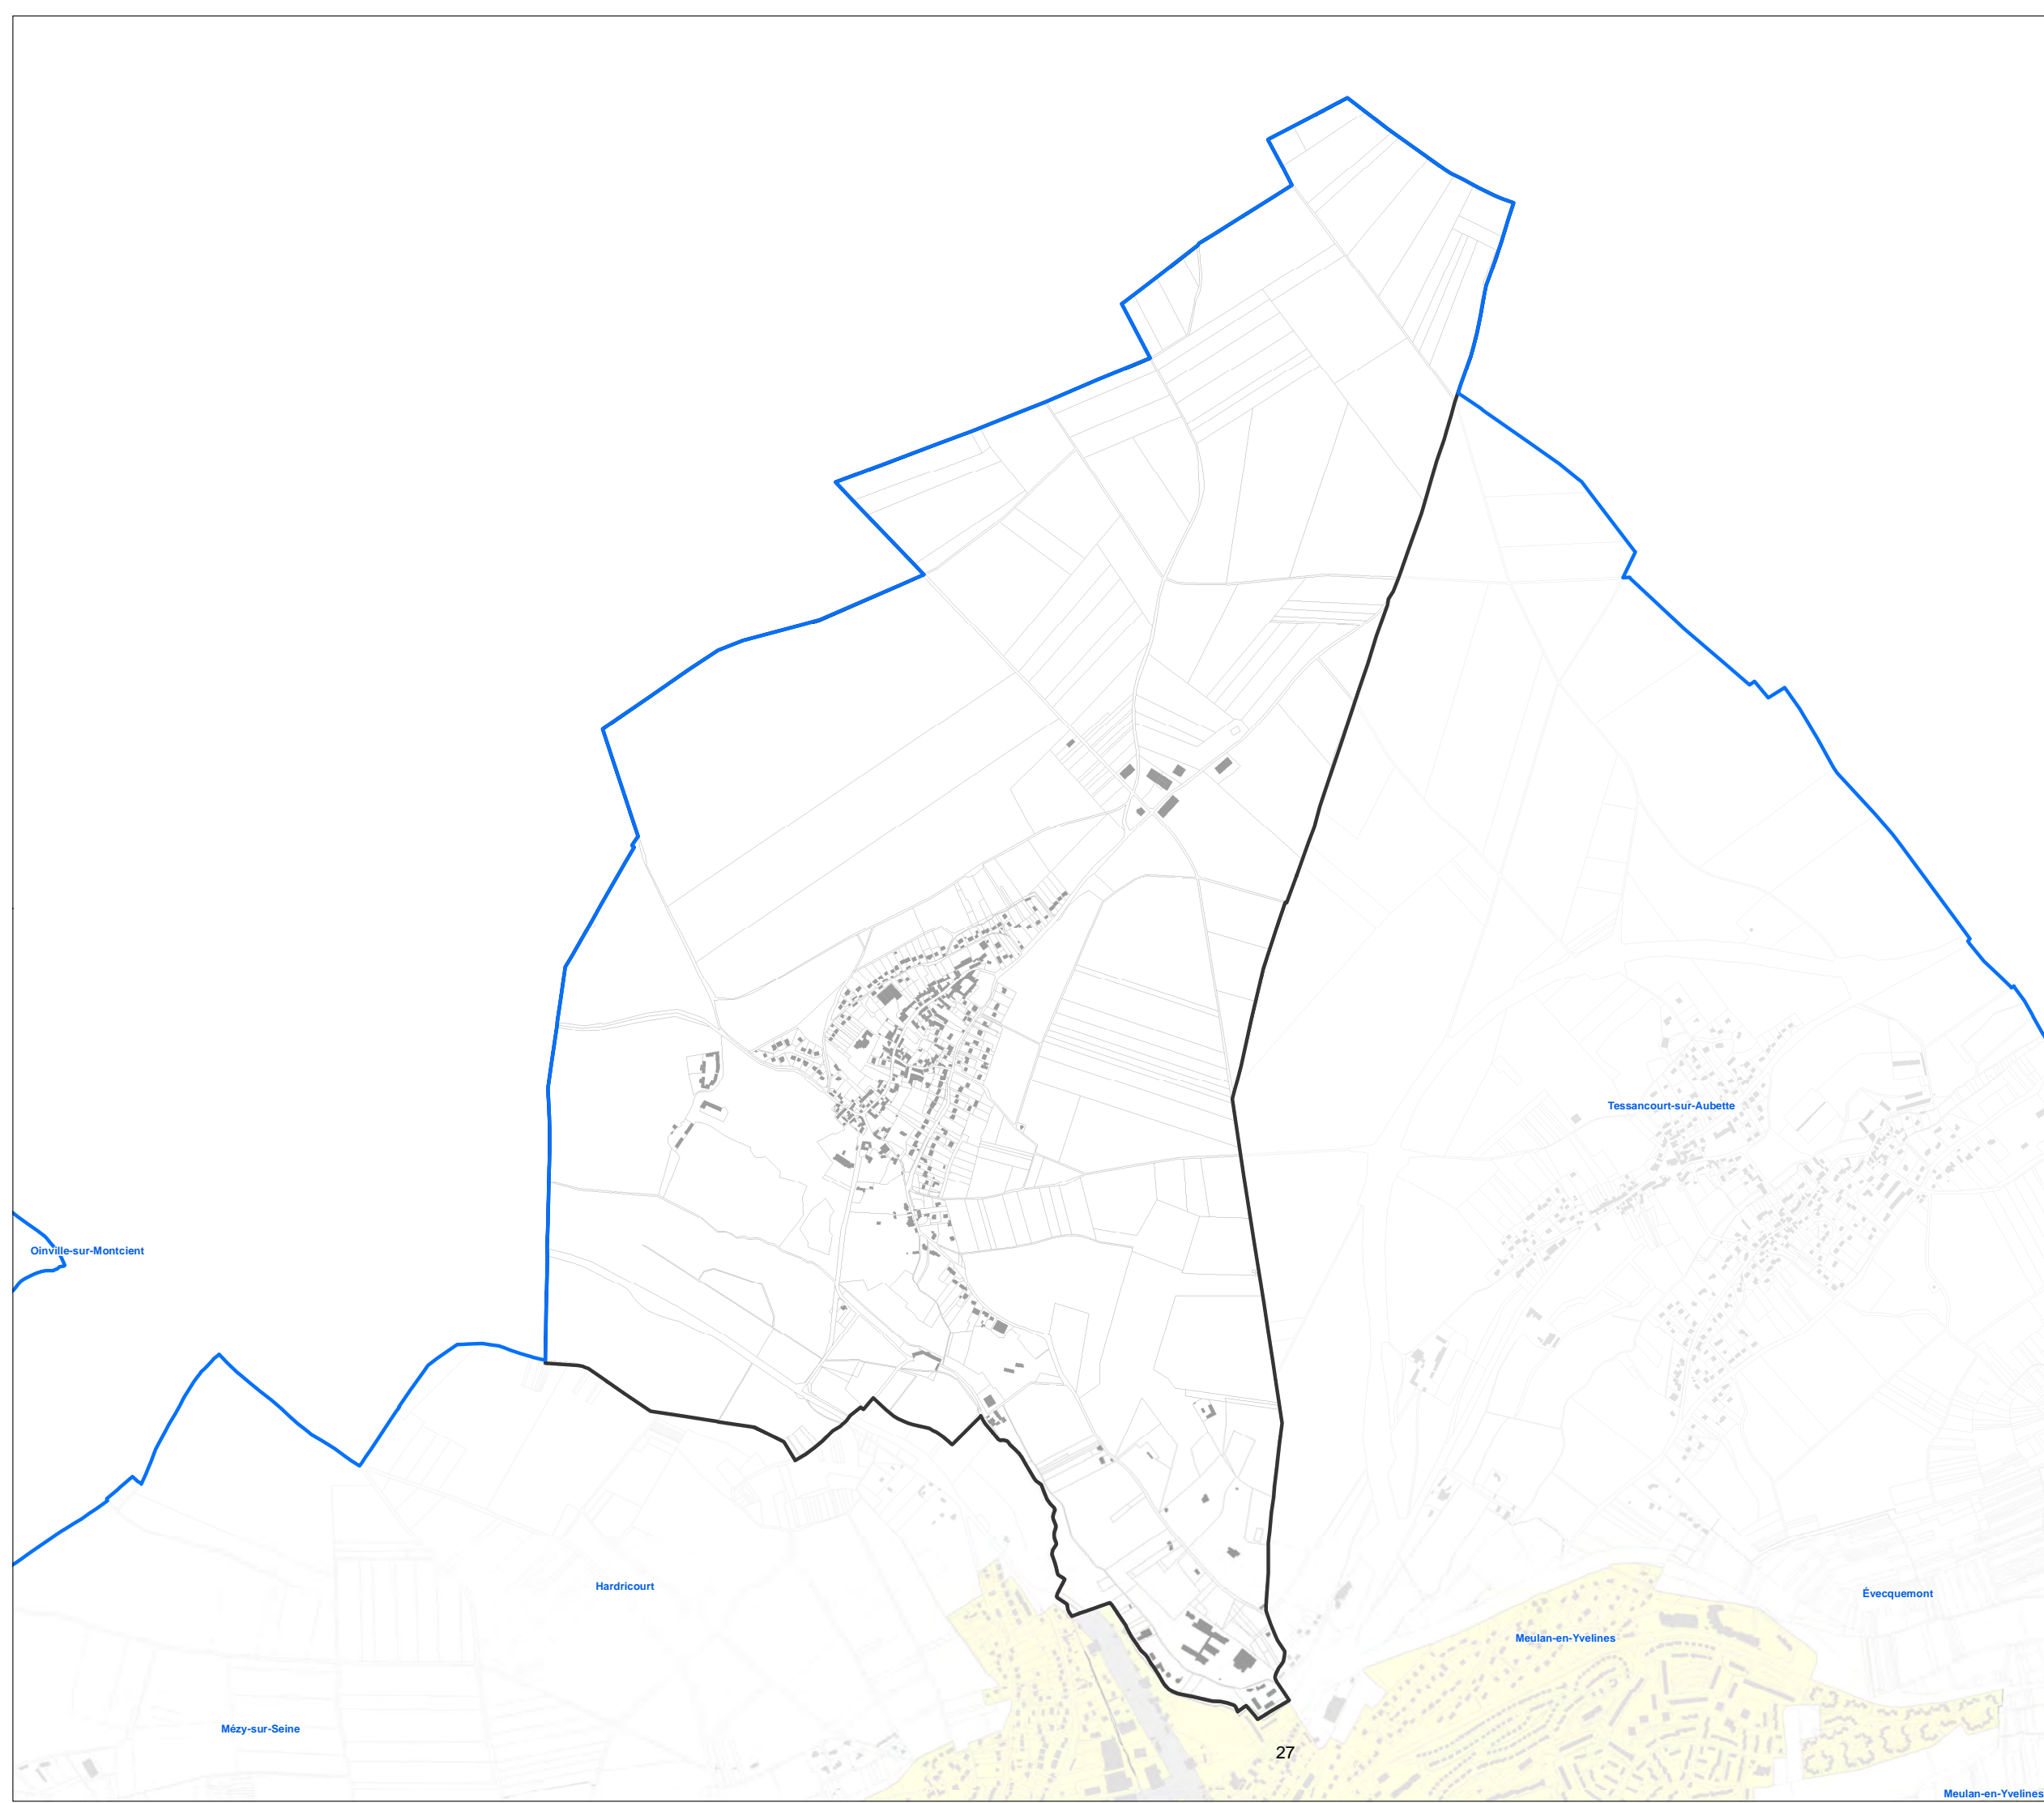 Tessancourt-sur-Aubette
Oinville-sur-Montcient
Hardricourt
Évecquemont
Meulan-en-Yvelines
Mézy-sur-Seine
27
Meulan-en-Yvelines